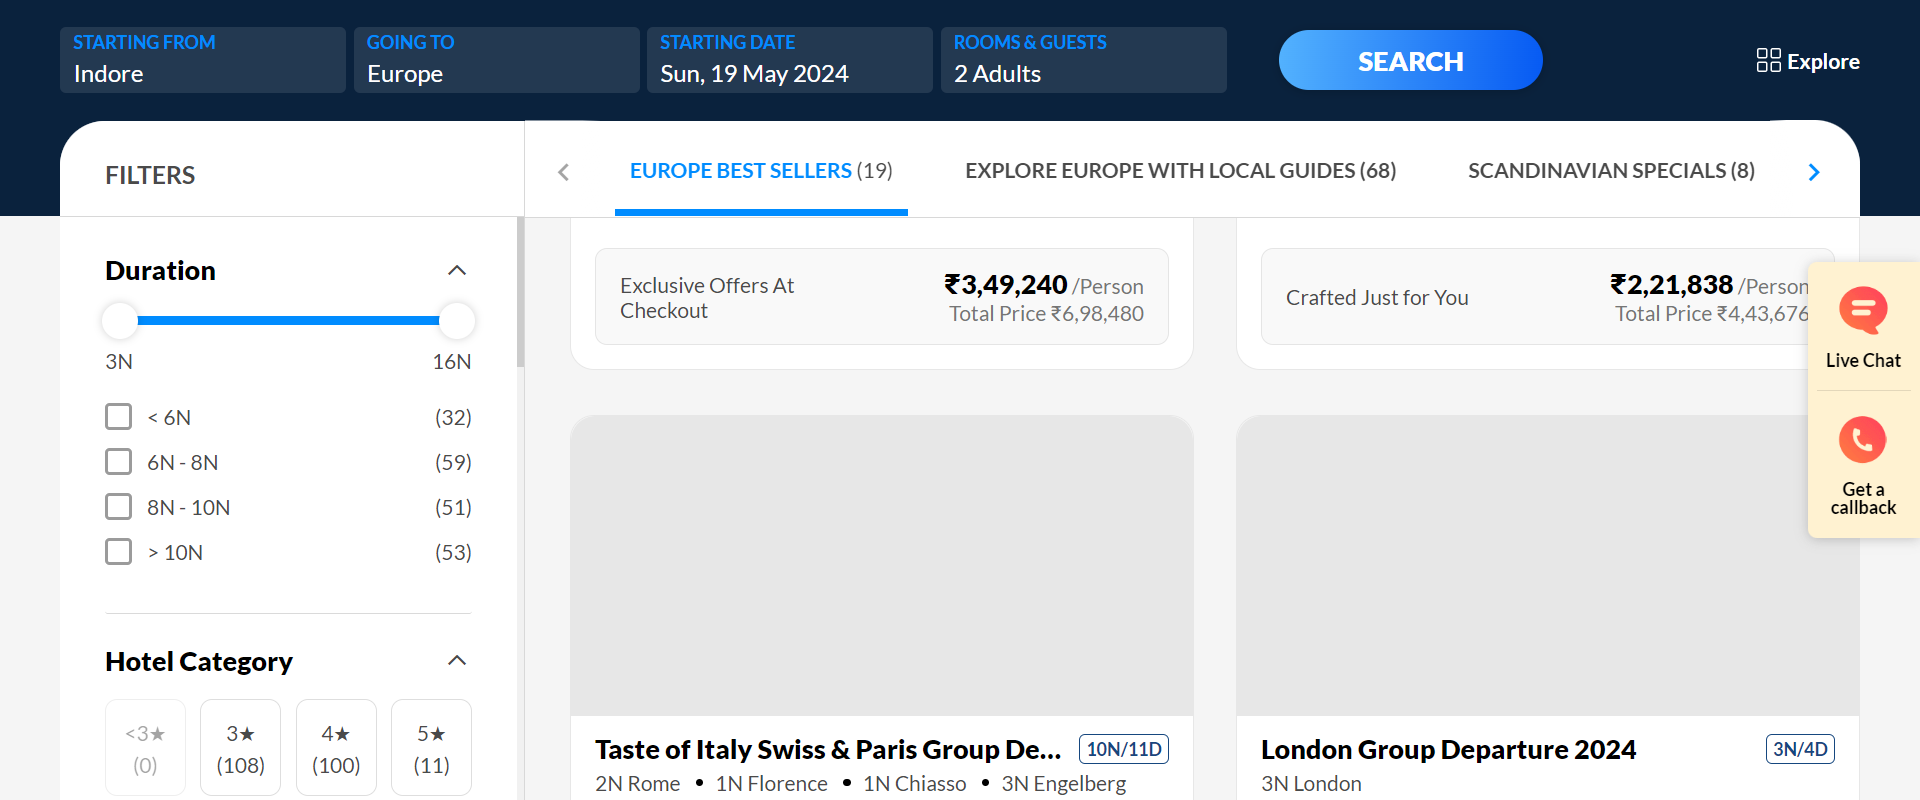 STARTING FROM
Indore
GOING TO
Europe
STARTING DATE
Sun, 19 May 2024
ROOMS & GUESTS
2 Adults
SEARCH
Explore
FILTERS
EUROPE BEST SELLERS (19)
EXPLORE EUROPE WITH LOCAL GUIDES (68)
SCANDINAVIAN SPECIALS (8)
Duration
3N
16N
< 6N (32)
6N - 8N (59)
8N - 10N (51)
> 10N (53)
Hotel Category
<3★
(0)
3★
(108)
4★
(100)
5★
(11)
Exclusive Offers At
Checkout
₹3,49,240 /Person
Total Price ₹6,98,480
Crafted Just for You
₹2,21,838 /Person
Total Price ₹4,43,676
Taste of Italy Swiss & Paris Group De...
10N/11D
2N Rome • 1N Florence • 1N Chiasso • 3N Engelberg
London Group Departure 2024
3N/4D
3N London
Live Chat
Get a
callback